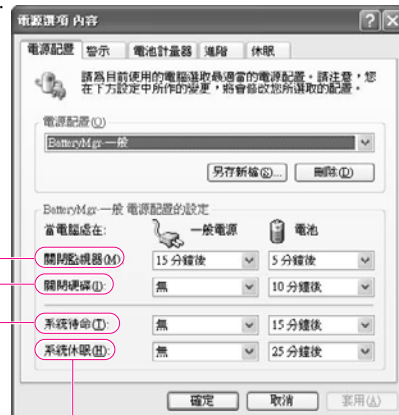 電源選項 內容
電源配置 警示 電池計量器 進階 休眠
請為目前使用的電腦選取最適當的電源配置。請注意，您
在下方設定中所作的變更，將會修改您所選取的配置。
電源配置(O)
BatteryMgr-一般
另存新檔(S)... 刪除(D)
BatteryMgr-一般 電源配置的設定
當電腦處在: 一般電源 電池
關閉監視器(M) 15 分鐘後 5 分鐘後
關閉硬碟(I): 無 10 分鐘後
系統待命(T): 無 15 分鐘後
系統休眠(H): 無 25 分鐘後
確定 取消 套用(A)